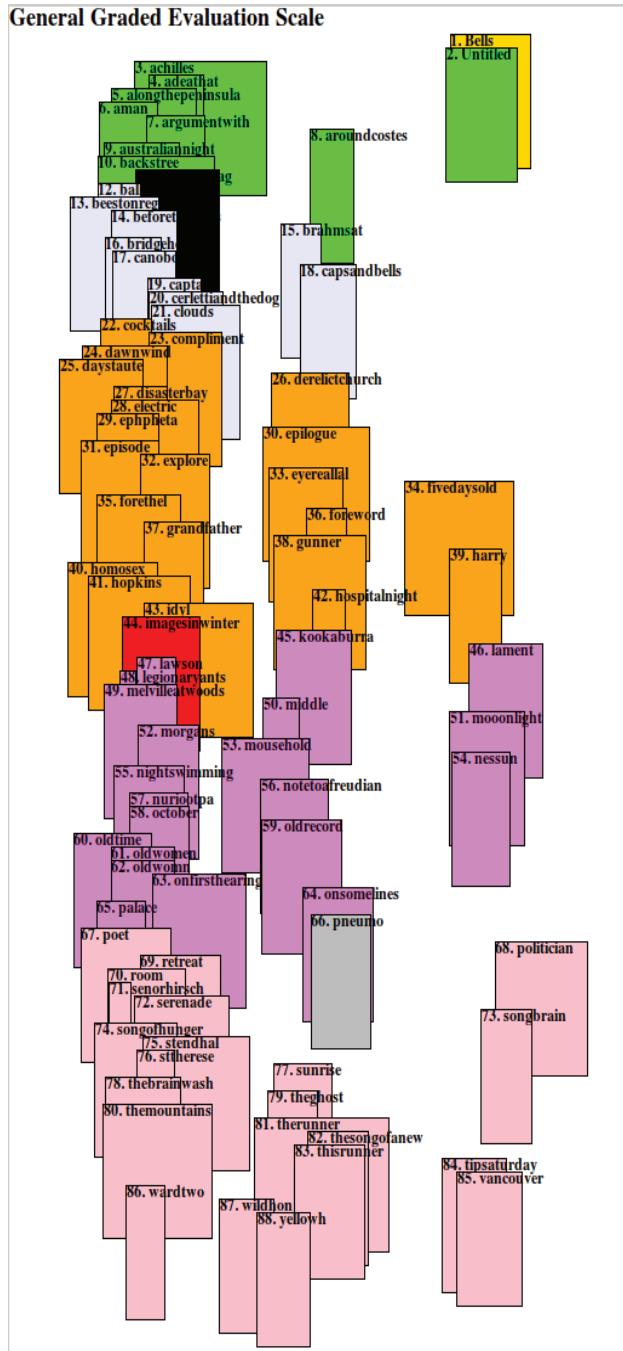 General Graded Evaluation Scale
1. Bells
2. Untitled
3. achilles
4. adeathat
5. alongthepeninsula
6. aman
7. argumentwith
8. aroundcostes
9. australiannight
10. backstree
ag
12. bal
13. beestonreg
14. beforet
15. brahmsat
16. bridgeho
17. canobo
18. capsandbells
19. capta
20. cerlettiandthedog
21. clouds
22. cocktails
23. compliment
24. dawnwind
25. daystaute
26. derelictchurch
27. disasterbay
28. electric
29. ephpheta
30. epilogue
31. episode
32. explore
33. eyereallal
34. fivedaysold
35. forethel
36. foreword
37. grandfather
38. gunner
39. harry
40. homosex
41. hopkins
42. hospitalnight
43. idyl
44. imagesinwinter
45. kookaburra
46. lament
47. lawson
48. legionaryants
49. melvilleatwoods
50. middle
51. mooonlight
52. morgans
53. mousehold
54. nessun
55. nightswimming
56. notetoafreudian
57. nuriootpa
58. october
59. oldrecord
60. oldtime
61. oldwomen
62. oldwomn
63. onfirsthearing
64. onsomelines
65. palace
66. pneumo
67. poet
68. politician
69. retreat
70. room
71. senorhirsch
72. serenade
73. songbrain
74. songofhunger
75. stendhal
76. sttherese
77. sunrise
78. thebrainwash
79. theghost
80. themountains
81. therunner
82. thesongofanew
83. thisrunner
84. tipsaturday
85. vancouver
86. wardtwo
87. wildhon
88. yellowh